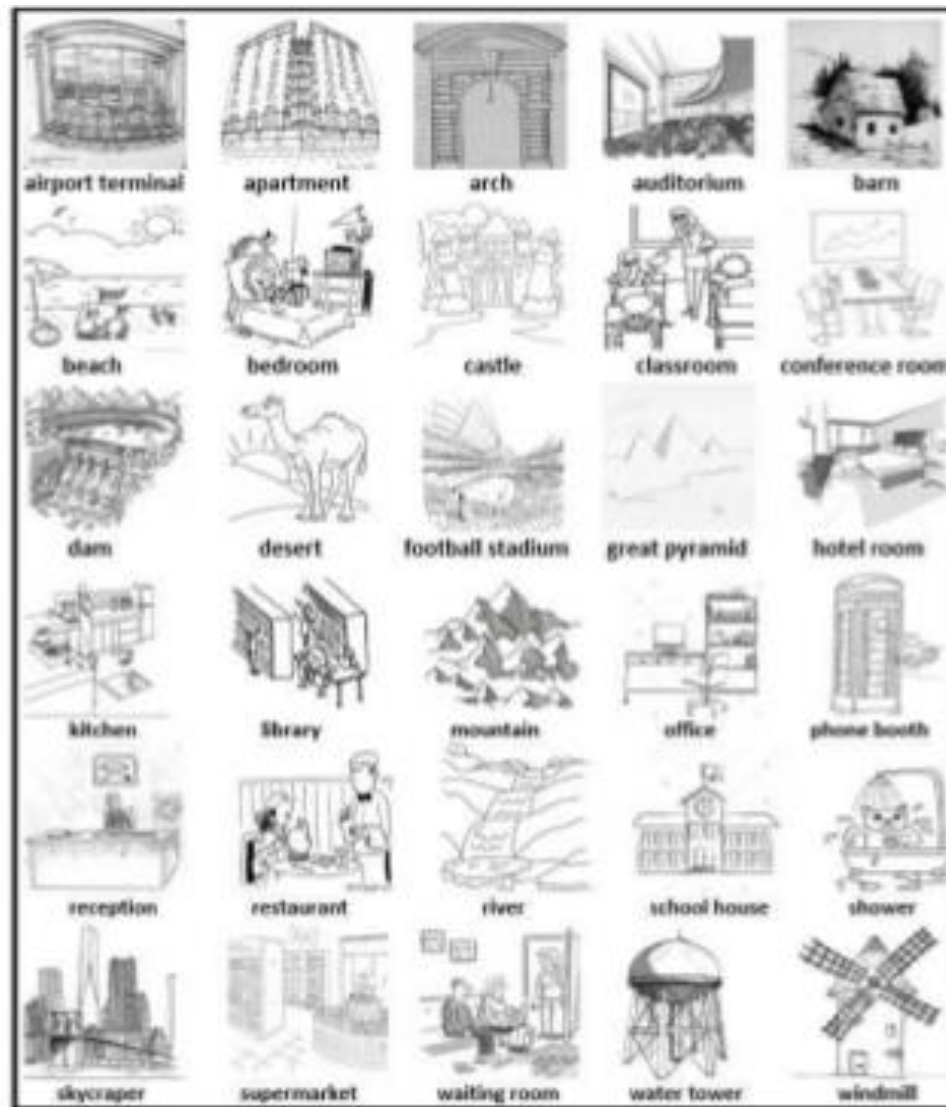 airport terminal apartment arch auditorium barn
beach bedroom castle classroom conference room
dam desert football stadium great pyramid hotel room
kitchen library mountain office phone booth
reception restaurant river school house shower
skycraper supermarket waiting room water tower windmill